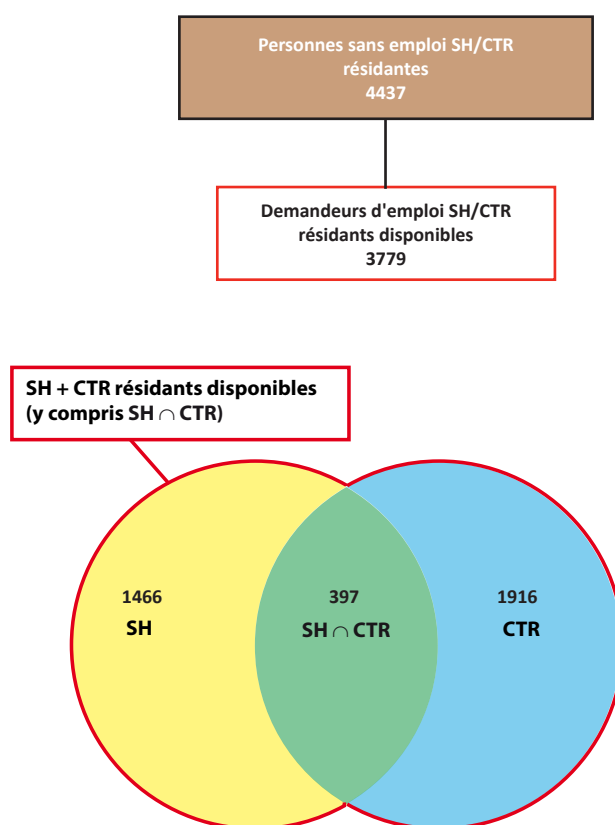 Personnes sans emploi SH/CTR
résidantes
4437
Demandeurs d'emploi SH/CTR
résidants disponibles
3779
SH + CTR résidants disponibles
(y compris SH ∩ CTR)
1466
SH
397
SH ∩ CTR
1916
CTR